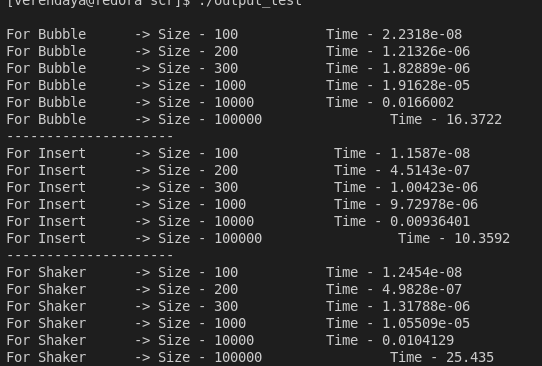 [verendaya@fedora scr]$ ./output_test
For Bubble -> Size - 100 Time - 2.2318e-08
For Bubble -> Size - 200 Time - 1.21326e-06
For Bubble -> Size - 300 Time - 1.82889e-06
For Bubble -> Size - 1000 Time - 1.91628e-05
For Bubble -> Size - 10000 Time - 0.0166002
For Bubble -> Size - 100000 Time - 16.3722
---------------------
For Insert -> Size - 100 Time - 1.1587e-08
For Insert -> Size - 200 Time - 4.5143e-07
For Insert -> Size - 300 Time - 1.00423e-06
For Insert -> Size - 1000 Time - 9.72978e-06
For Insert -> Size - 10000 Time - 0.00936401
For Insert -> Size - 100000 Time - 10.3592
---------------------
For Shaker -> Size - 100 Time - 1.2454e-08
For Shaker -> Size - 200 Time - 4.9828e-07
For Shaker -> Size - 300 Time - 1.31788e-06
For Shaker -> Size - 1000 Time - 1.05509e-05
For Shaker -> Size - 10000 Time - 0.0104129
For Shaker -> Size - 100000 Time - 25.435